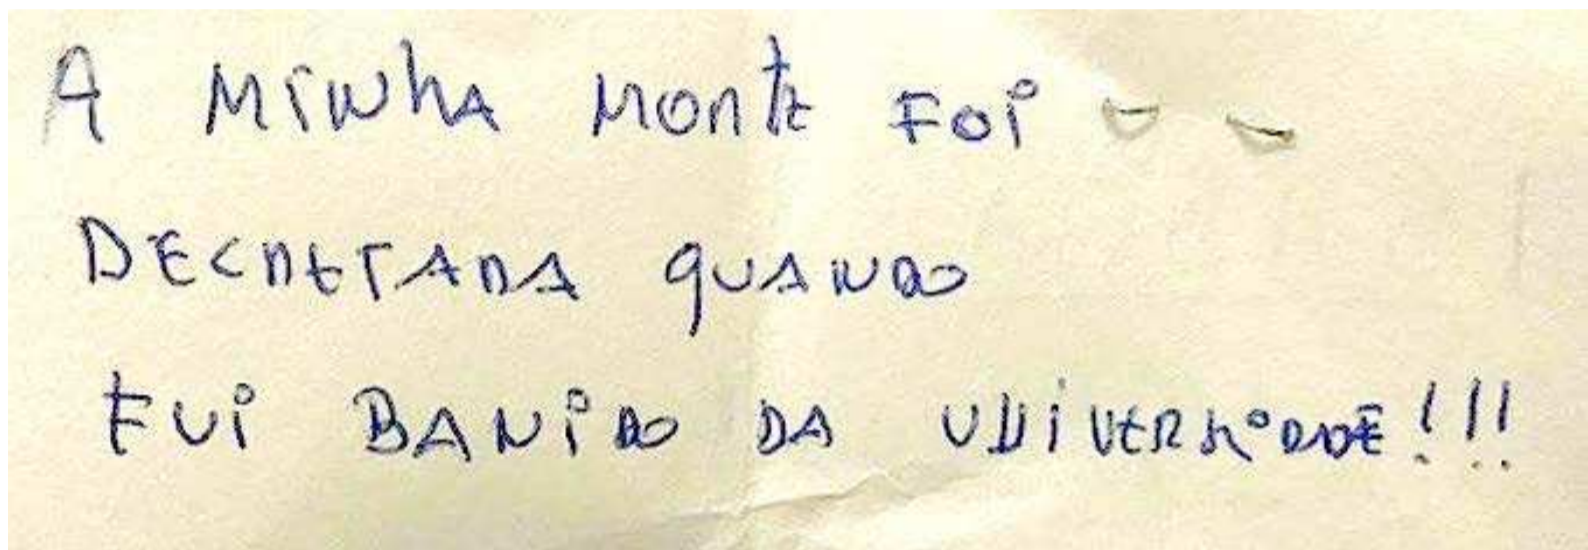 A MINhA MORtE FOi - -
DECRETADA QUANDO
FUi BANiDO DA UNiVERSiDADE!!!